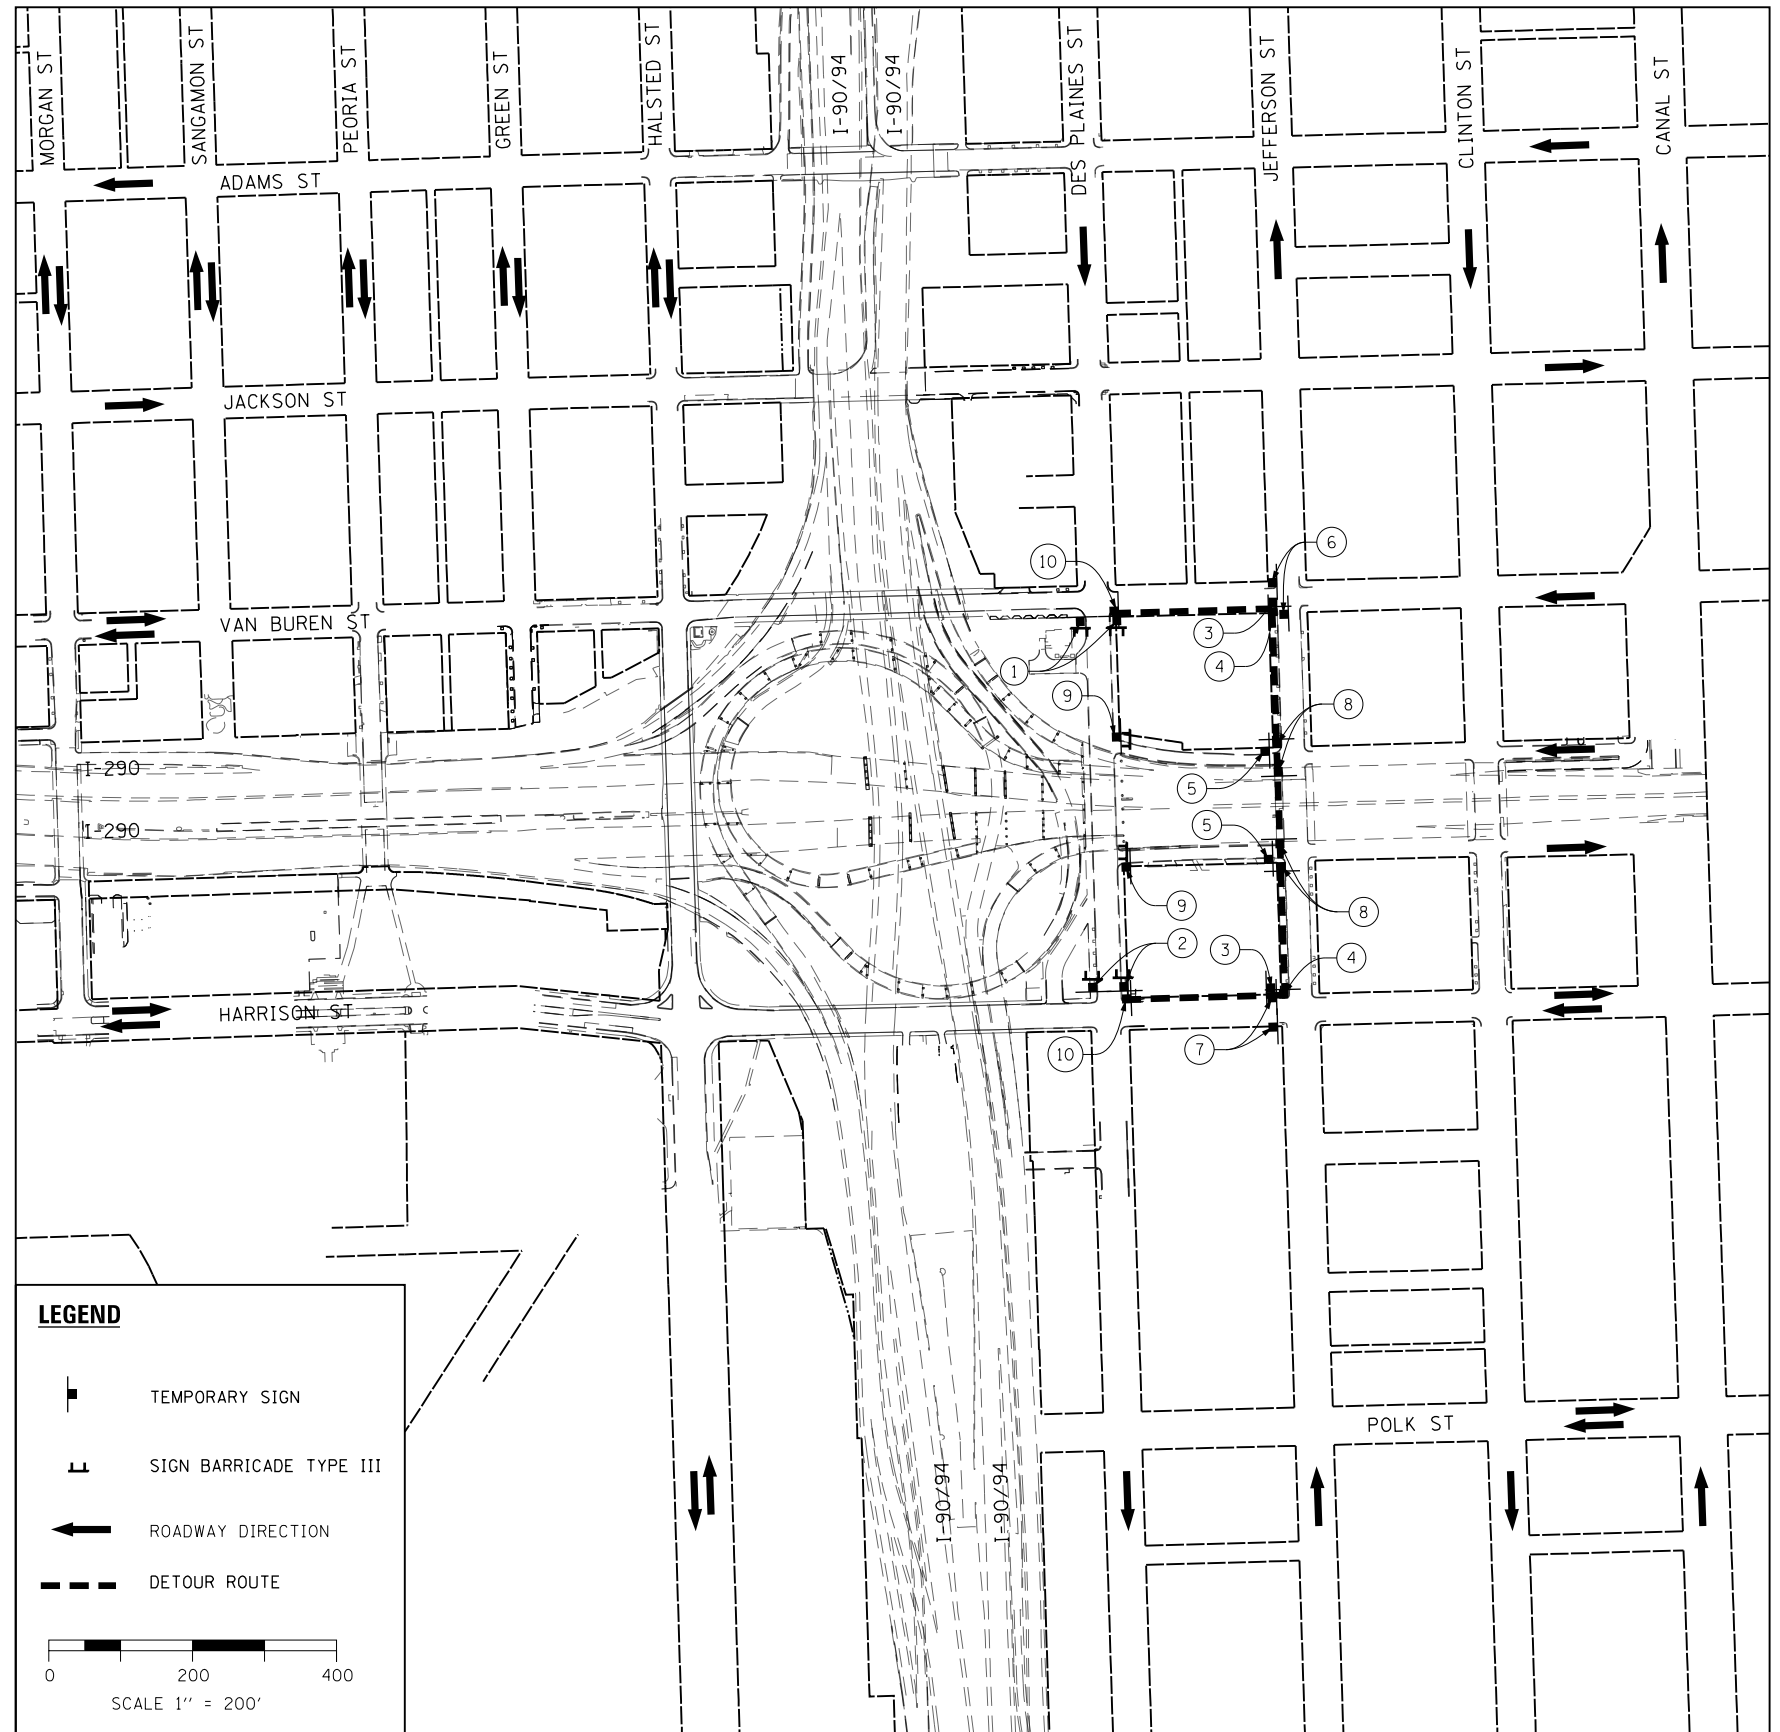 MORGAN ST
SANGAMON ST
PEORIA ST
GREEN ST
HALSTED ST
I-90/94
I-90/94
DES PLAINES ST
JEFFERSON ST
CLINTON ST
CANAL ST
ADAMS ST
JACKSON ST
VAN BUREN ST
6
10
3
4
1
9
8
5
I-290
5
I-290
9
8
2
3
4
HARRISON ST
10
7
LEGEND
TEMPORARY SIGN
SIGN BARRICADE TYPE III
ROADWAY DIRECTION
DETOUR ROUTE
0 200 400
SCALE 1'' = 200'
POLK ST
I-90/94
I-90/94